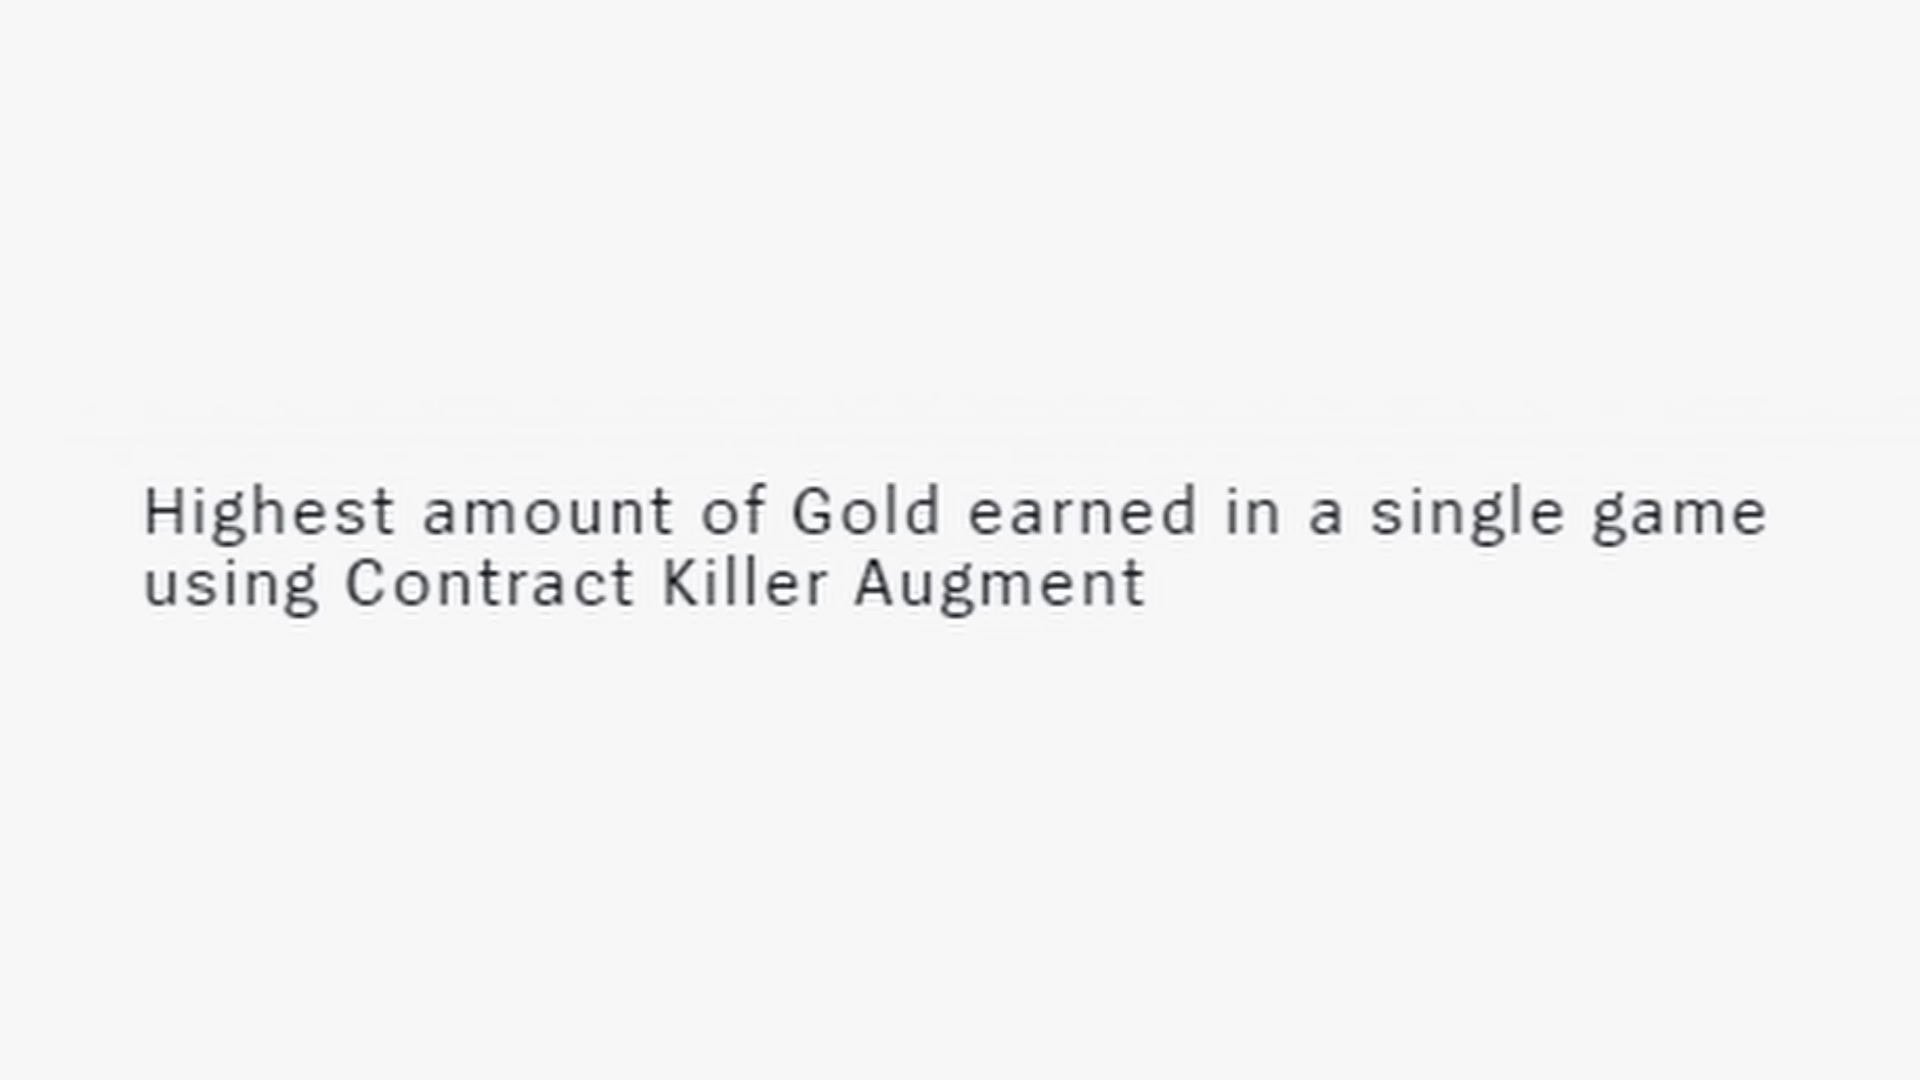 Highest amount of Gold earned in a single game
using Contract Killer Augment